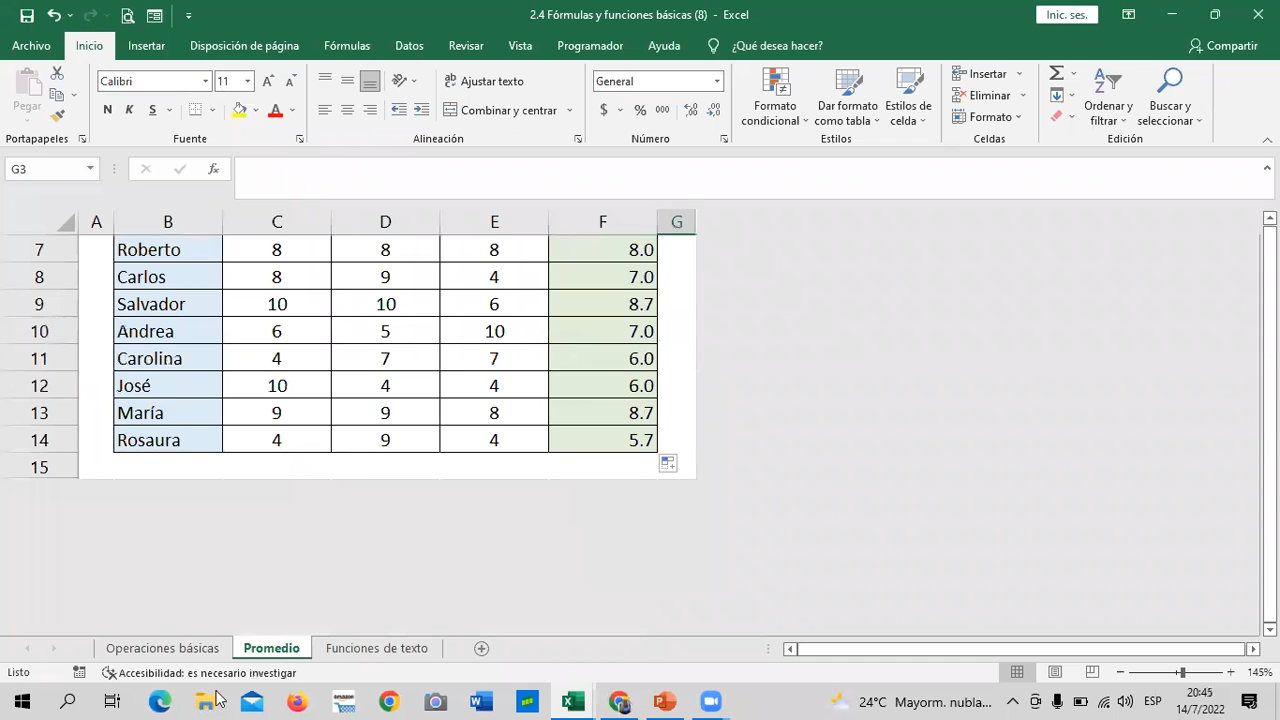 2.4 Fórmulas y funciones básicas (8) - Excel
Inic. ses.
Archivo Inicio Insertar Disposición de página Fórmulas Datos Revisar Vista Programador Ayuda ¿Qué desea hacer? Compartir
Pegar
Calibri 11
N K S
Ajustar texto
Combinar y centrar
General
$ % 000
Formato condicional
Dar formato como tabla
Estilos de celda
Insertar
Eliminar
Formato
Ordenar y filtrar
Buscar y seleccionar
Portapapeles Fuente Alineación Número Estilos Celdas Edición
G3 fx
A B C D E F G
7 Roberto 8 8 8 8.0
8 Carlos 8 9 4 7.0
9 Salvador 10 10 6 8.7
10 Andrea 6 5 10 7.0
11 Carolina 4 7 7 6.0
12 José 10 4 4 6.0
13 María 9 9 8 8.7
14 Rosaura 4 9 4 5.7
15
Operaciones básicas Promedio Funciones de texto
Listo Accesibilidad: es necesario investigar 145%
24°C Mayorm. nubla... ESP 20:45
14/7/2022